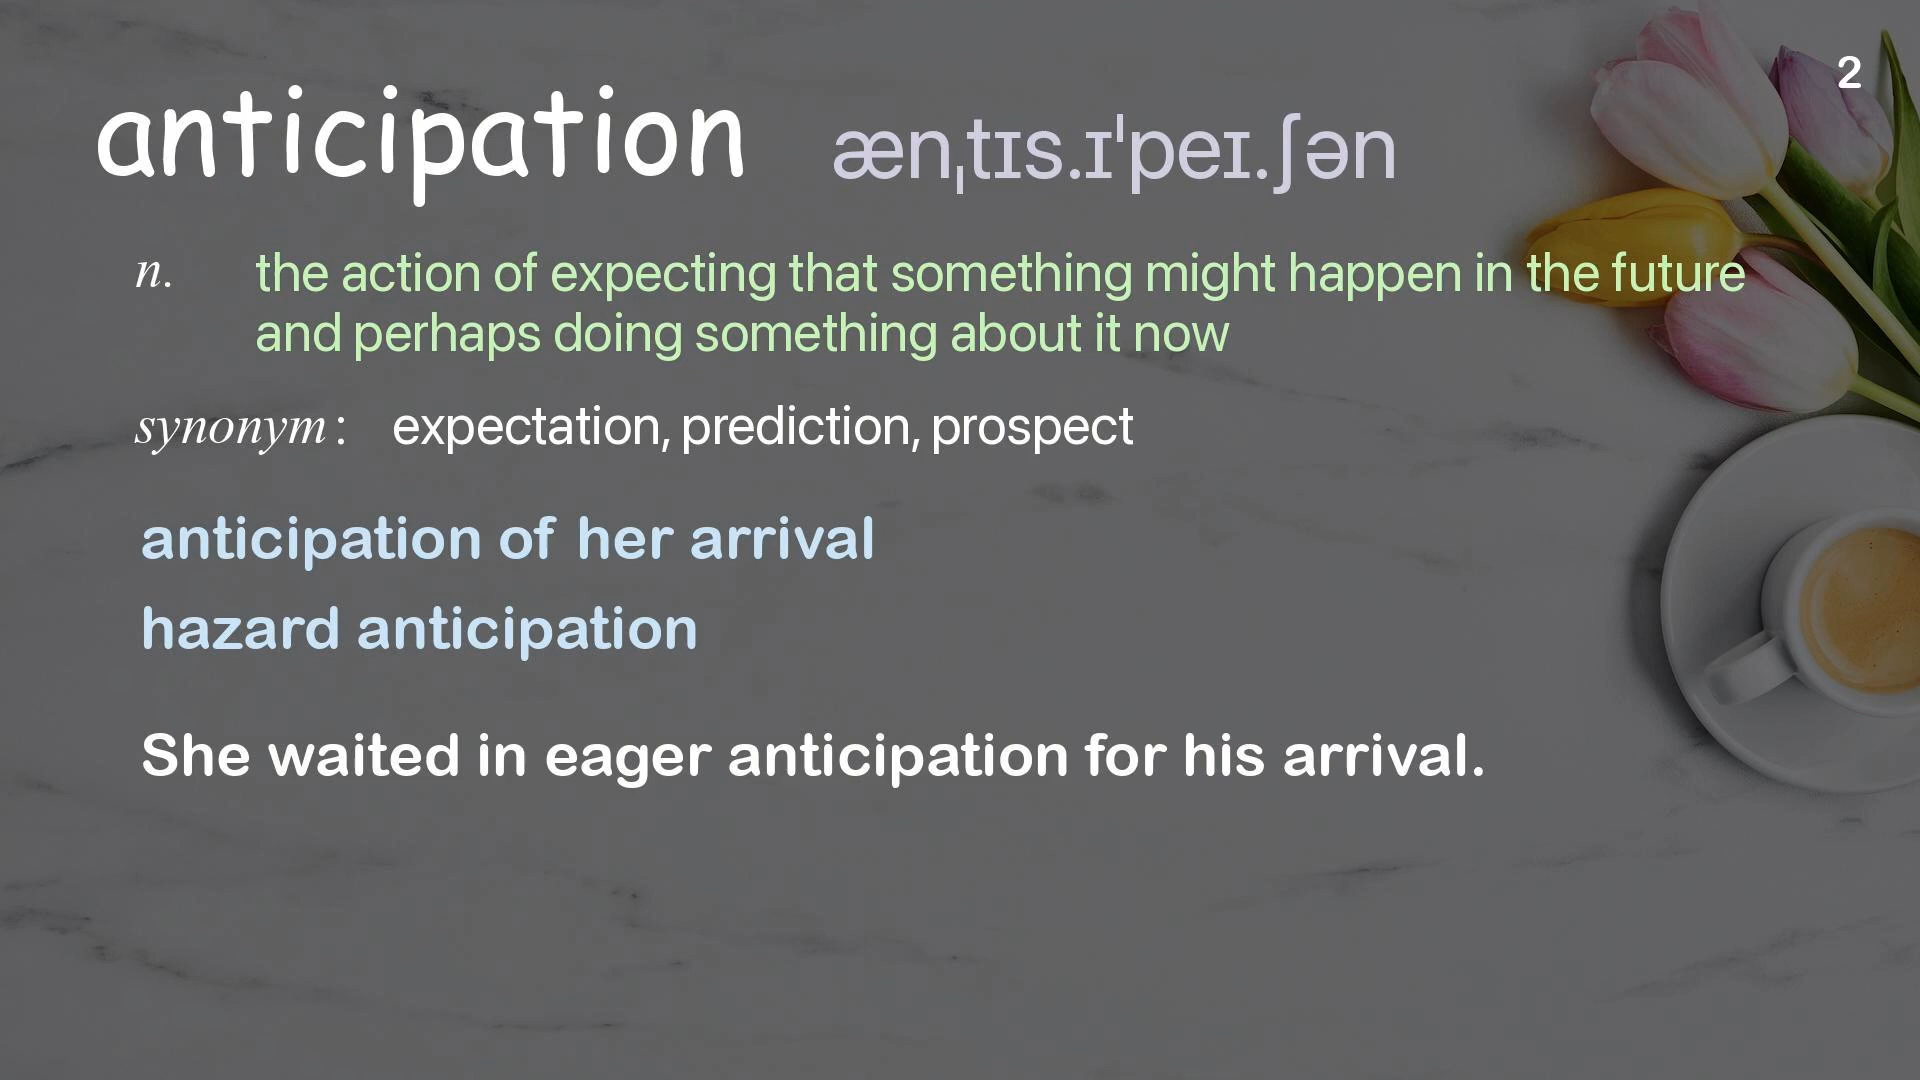 2
anticipation ænˌtɪs.ɪˈpeɪ.ʃən
n. the action of expecting that something might happen in the future
and perhaps doing something about it now
synonym: expectation, prediction, prospect
anticipation of her arrival
hazard anticipation
She waited in eager anticipation for his arrival.